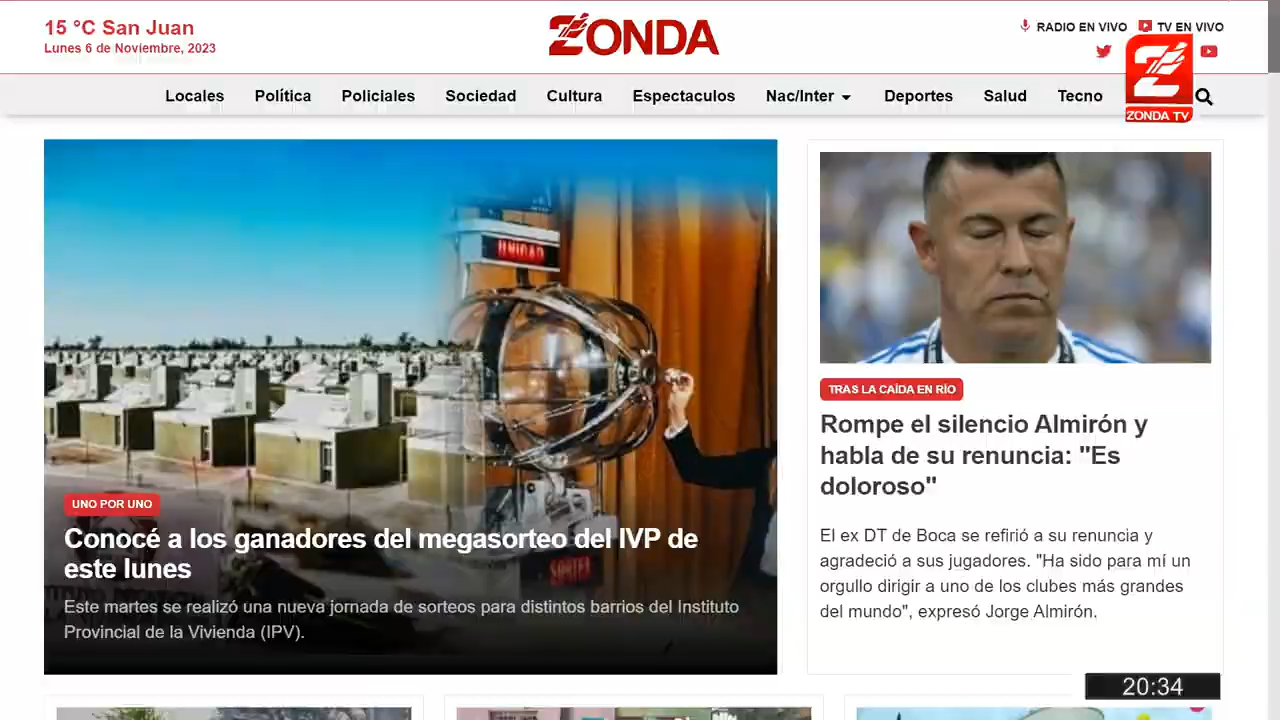 15 °C San Juan
Lunes 6 de Noviembre, 2023
ZONDA
RADIO EN VIVO
TV EN VIVO
Locales
Política
Policiales
Sociedad
Cultura
Espectaculos
Nac/Inter
Deportes
Salud
Tecno
ZONDA TV
UNIDAD
UNO POR UNO
Conocé a los ganadores del megasorteo del IVP de
este lunes
Este martes se realizó una nueva jornada de sorteos para distintos barrios del Instituto
Provincial de la Vivienda (IPV).
TRAS LA CAÍDA EN RÍO
Rompe el silencio Almirón y
habla de su renuncia: "Es
doloroso"
El ex DT de Boca se refirió a su renuncia y
agradeció a sus jugadores. "Ha sido para mí un
orgullo dirigir a uno de los clubes más grandes
del mundo", expresó Jorge Almirón.
20:34